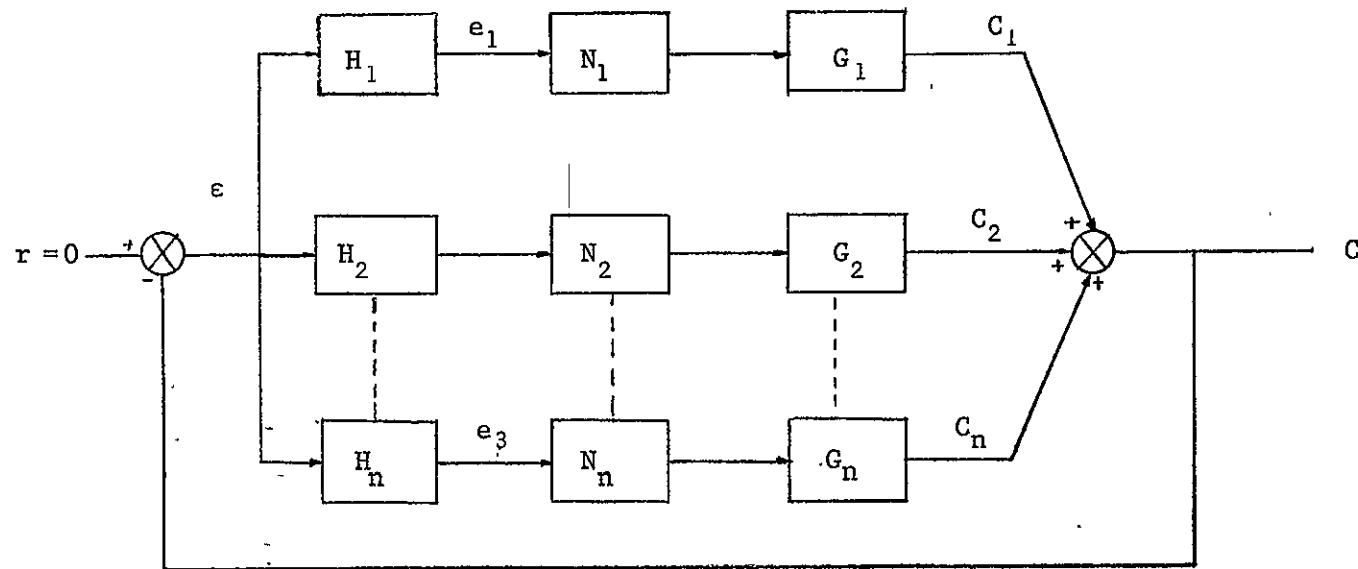 e₁ C₁
H₁ N₁ G₁
ε
r = 0 + - H₂ N₂ G₂ C₂ + + + C
e₃ Cₙ
Hₙ Nₙ Gₙ